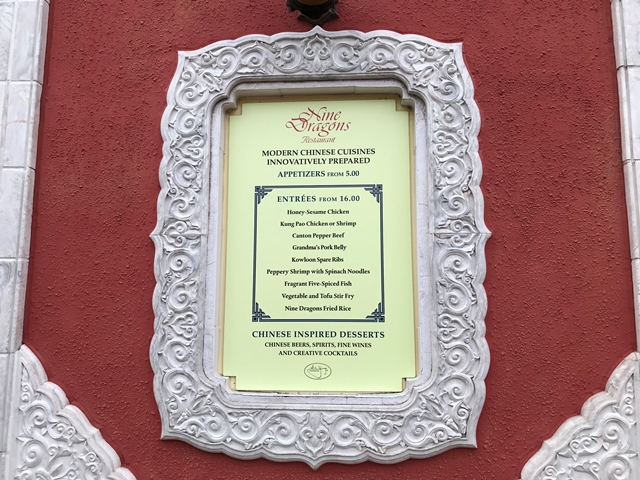 Nine
Dragons
Restaurant
MODERN CHINESE CUISINES
INNOVATIVELY PREPARED
APPETIZERS FROM 5.00
ENTRÉES FROM 16.00
Honey-Sesame Chicken
Kung Pao Chicken or Shrimp
Canton Pepper Beef
Grandma's Pork Belly
Kowloon Spare Ribs
Peppery Shrimp with Spinach Noodles
Fragrant Five-Spiced Fish
Vegetable and Tofu Stir Fry
Nine Dragons Fried Rice
CHINESE INSPIRED DESSERTS
CHINESE BEERS, SPIRITS, FINE WINES
AND CREATIVE COCKTAILS